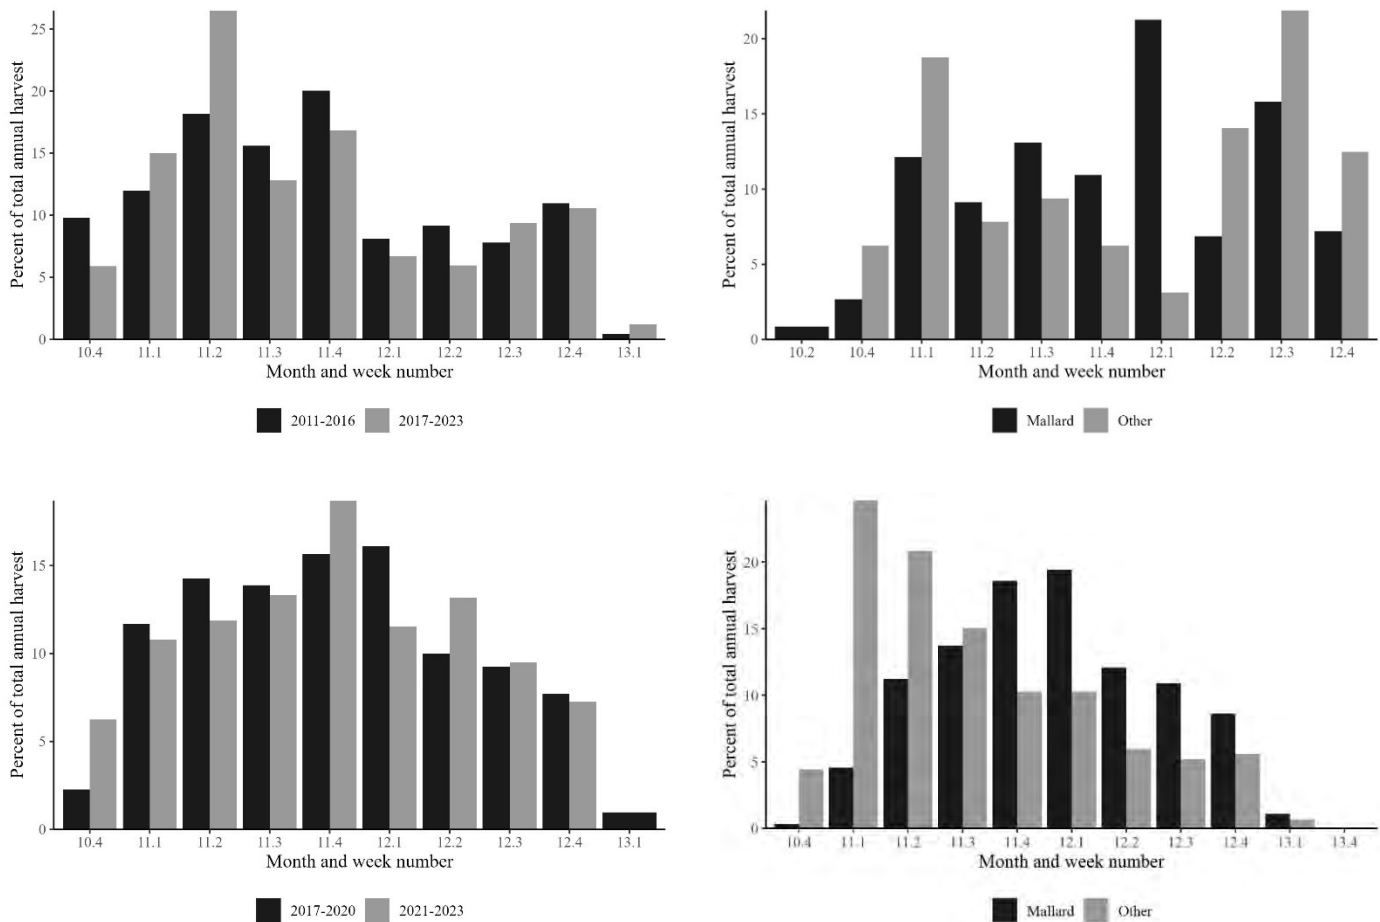 25
20
15
10
5
0
Percent of total annual harvest
10.4 11.1 11.2 11.3 11.4 12.1 12.2 12.3 12.4 13.1
Month and week number
2011-2016 2017-2023
20
15
10
5
0
Percent of total annual harvest
10.2 10.4 11.1 11.2 11.3 11.4 12.1 12.2 12.3 12.4
Month and week number
Mallard Other
15
10
5
0
Percent of total annual harvest
10.4 11.1 11.2 11.3 11.4 12.1 12.2 12.3 12.4 13.1
Month and week number
2017-2020 2021-2023
20
15
10
5
0
Percent of total annual harvest
10.4 11.1 11.2 11.3 11.4 12.1 12.2 12.3 12.4 13.1 13.4
Month and week number
Mallard Other